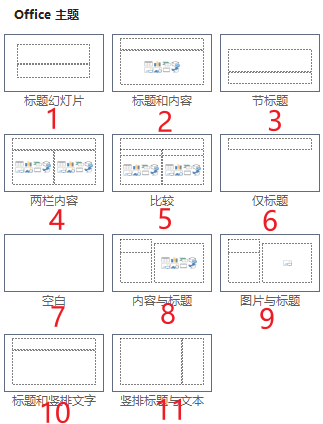 Office 主题
标题幻灯片 标题和内容 节标题
1 2 3
两栏内容 比较 仅标题
4 5 6
空白 内容与标题 图片与标题
7 8 9
标题和竖排文字 竖排标题与文本
10 11